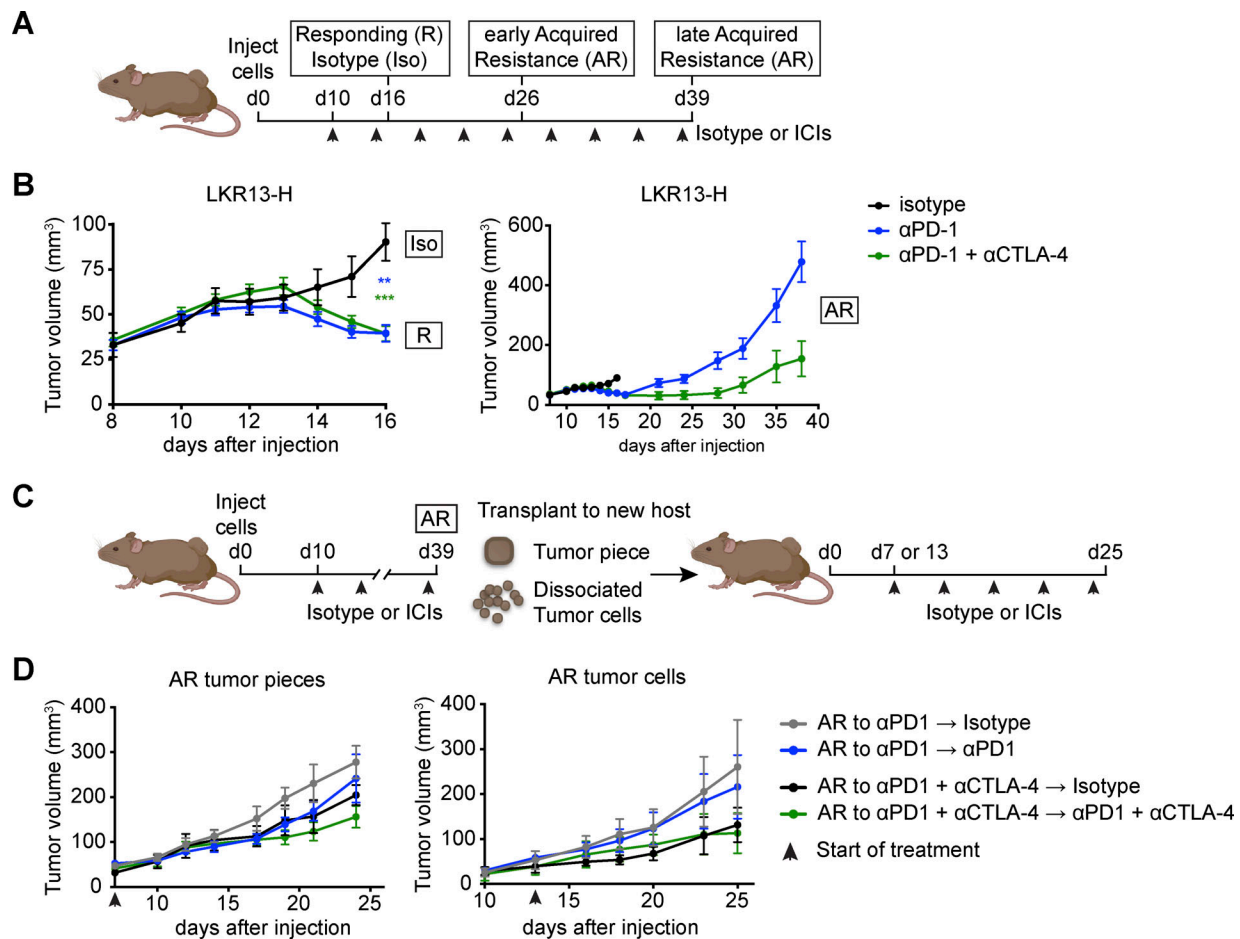 A
Inject
cells
d0
Responding (R)
Isotype (Iso)
d10
d16
early Acquired
Resistance (AR)
d26
late Acquired
Resistance (AR)
d39
Isotype or ICIs
B
LKR13-H
Tumor volume (mm³)
100
75
50
25
0
8
10
12
14
16
days after injection
Iso
**
***
R
LKR13-H
Tumor volume (mm³)
600
400
200
0
10
15
20
25
30
35
40
days after injection
AR
isotype
αPD-1
αPD-1 + αCTLA-4
C
Inject
cells
d0
d10
AR
d39
Isotype or ICIs
Transplant to new host
Tumor piece
Dissociated
Tumor cells
d0
d7 or 13
d25
Isotype or ICIs
D
AR tumor pieces
Tumor volume (mm³)
400
300
200
100
0
10
15
20
25
days after injection
AR tumor cells
Tumor volume (mm³)
400
300
200
100
0
10
15
20
25
days after injection
AR to αPD1 → Isotype
AR to αPD1 → αPD1
AR to αPD1 + αCTLA-4 → Isotype
AR to αPD1 + αCTLA-4 → αPD1 + αCTLA-4
Start of treatment